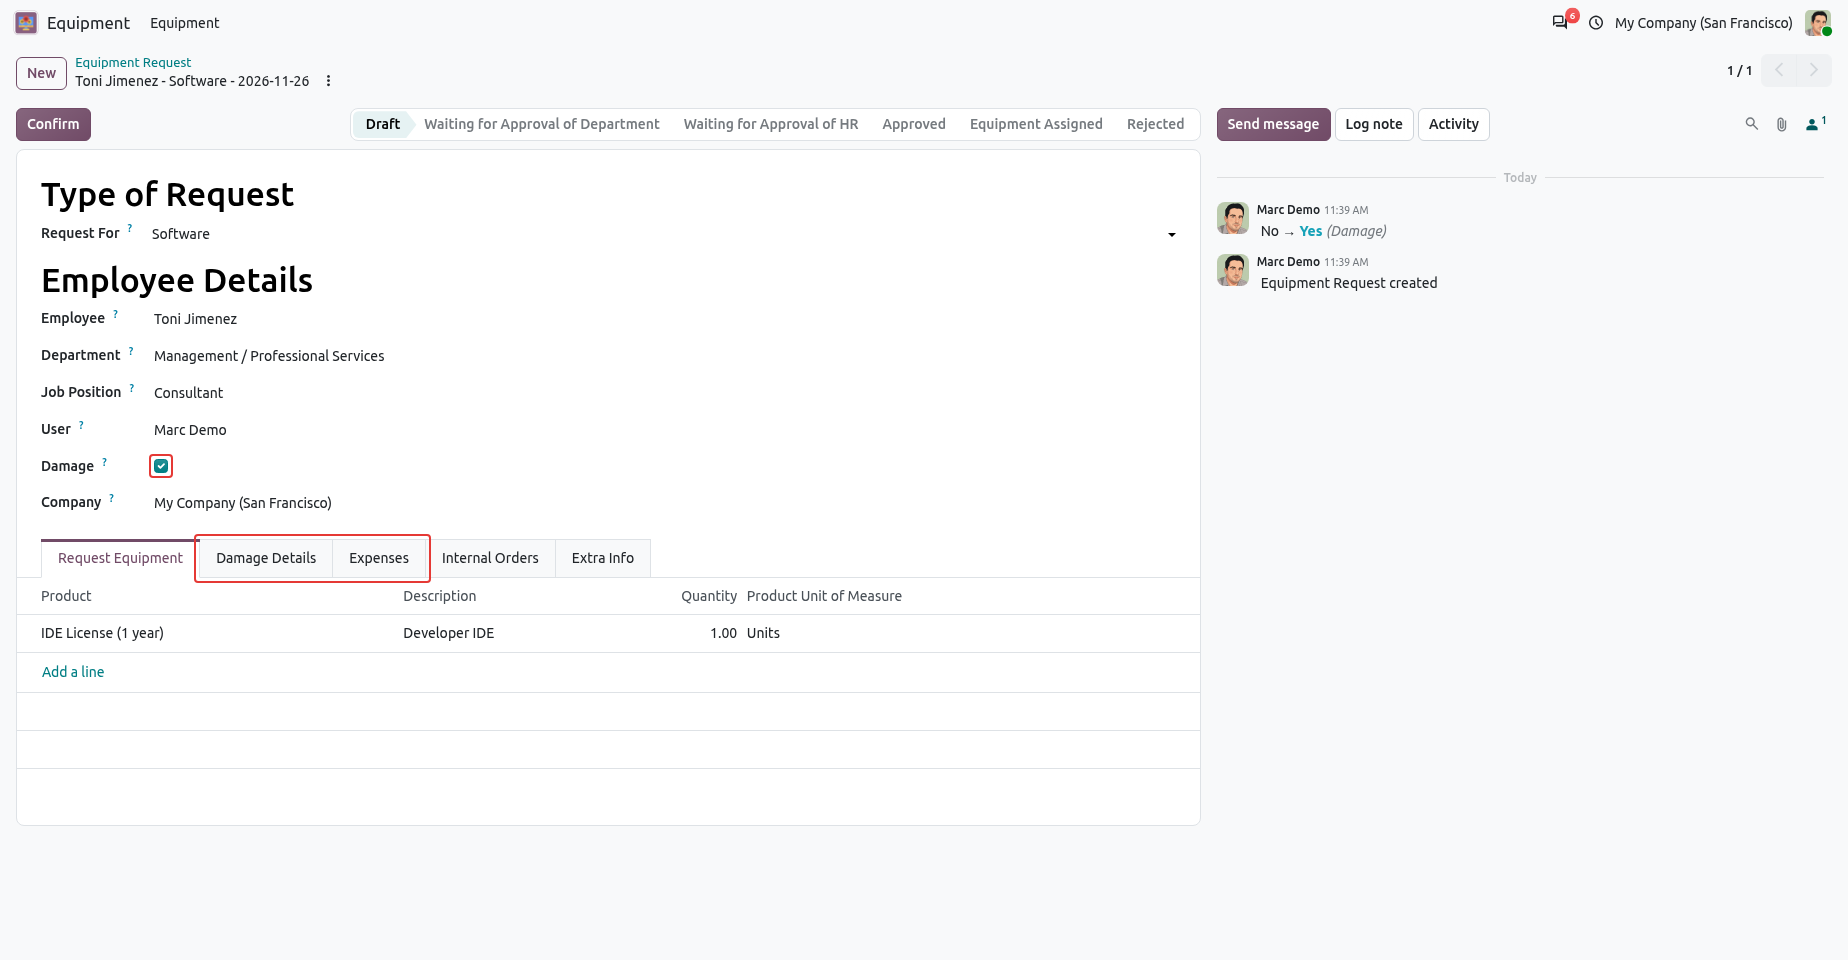 Equipment Equipment 6 My Company (San Francisco)
New Equipment Request
Toni Jimenez - Software - 2026-11-26 1 / 1
Confirm Draft Waiting for Approval of Department Waiting for Approval of HR Approved Equipment Assigned Rejected Send message Log note Activity 1
Type of Request
Request For ? Software
Employee Details
Employee ? Toni Jimenez
Department ? Management / Professional Services
Job Position ? Consultant
User ? Marc Demo
Damage ?
Company ? My Company (San Francisco)
Request Equipment Damage Details Expenses Internal Orders Extra Info
Product Description Quantity Product Unit of Measure
IDE License (1 year) Developer IDE 1.00 Units
Add a line
Today
Marc Demo 11:39 AM
No → Yes (Damage)
Marc Demo 11:39 AM
Equipment Request created